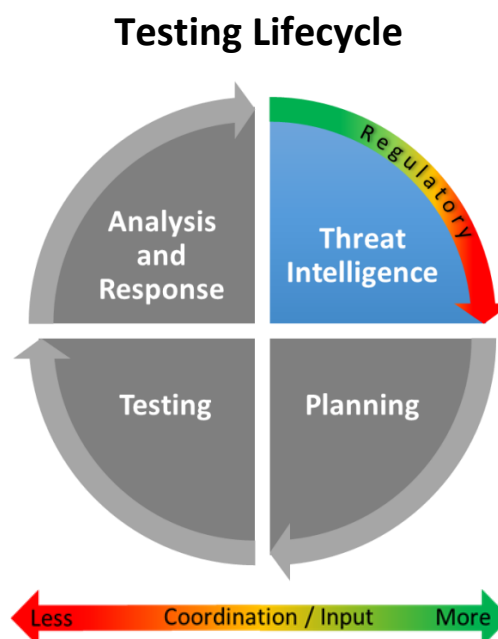 Testing Lifecycle
Regulatory
Analysis
and
Response
Threat
Intelligence
Testing
Planning
Less Coordination / Input More